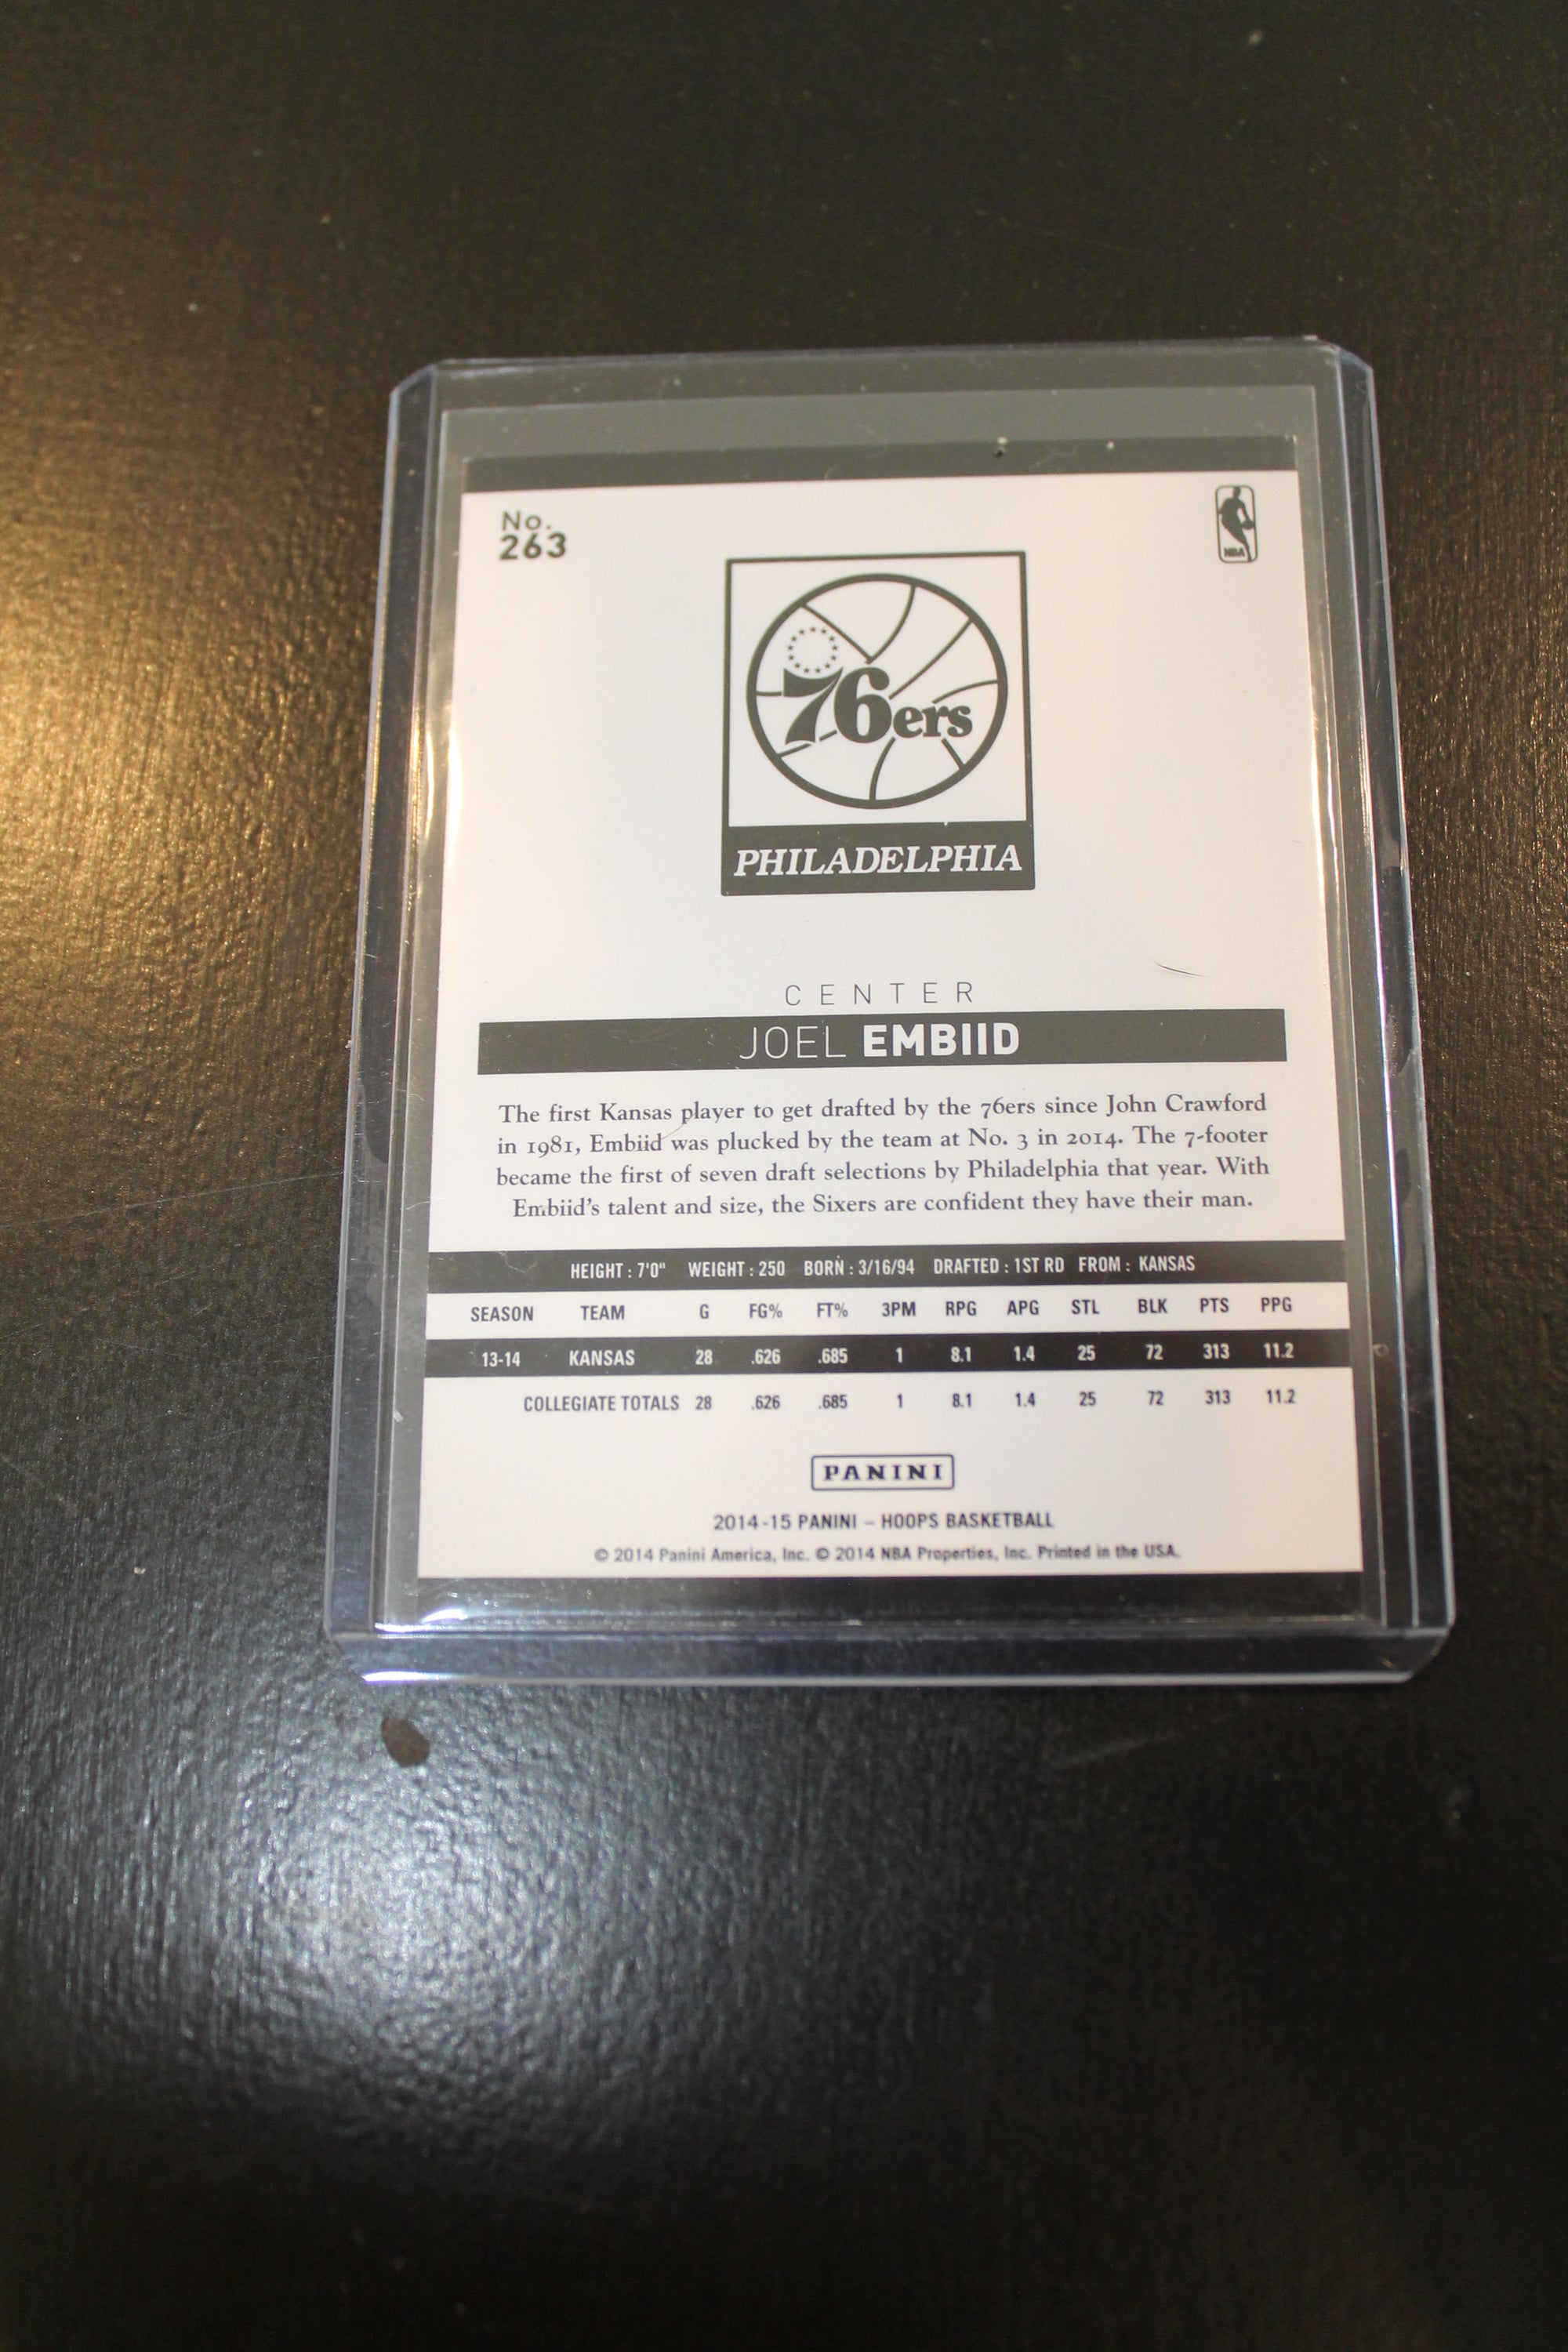 No.
263
NBA
76ers
PHILADELPHIA
CENTER
JOEL EMBIID
The first Kansas player to get drafted by the 76ers since John Crawford
in 1981, Embiid was plucked by the team at No. 3 in 2014. The 7-footer
became the first of seven draft selections by Philadelphia that year. With
Embiid's talent and size, the Sixers are confident they have their man.
HEIGHT : 7'0" WEIGHT : 250 BORN : 3/16/94 DRAFTED : 1ST RD FROM : KANSAS
SEASON TEAM G FG% FT% 3PM RPG APG STL BLK PTS PPG
13-14 KANSAS 28 .626 .685 1 8.1 1.4 25 72 313 11.2
COLLEGIATE TOTALS 28 .626 .685 1 8.1 1.4 25 72 313 11.2
PANINI
2014-15 PANINI – HOOPS BASKETBALL
© 2014 Panini America, Inc. © 2014 NBA Properties, Inc. Printed in the USA.